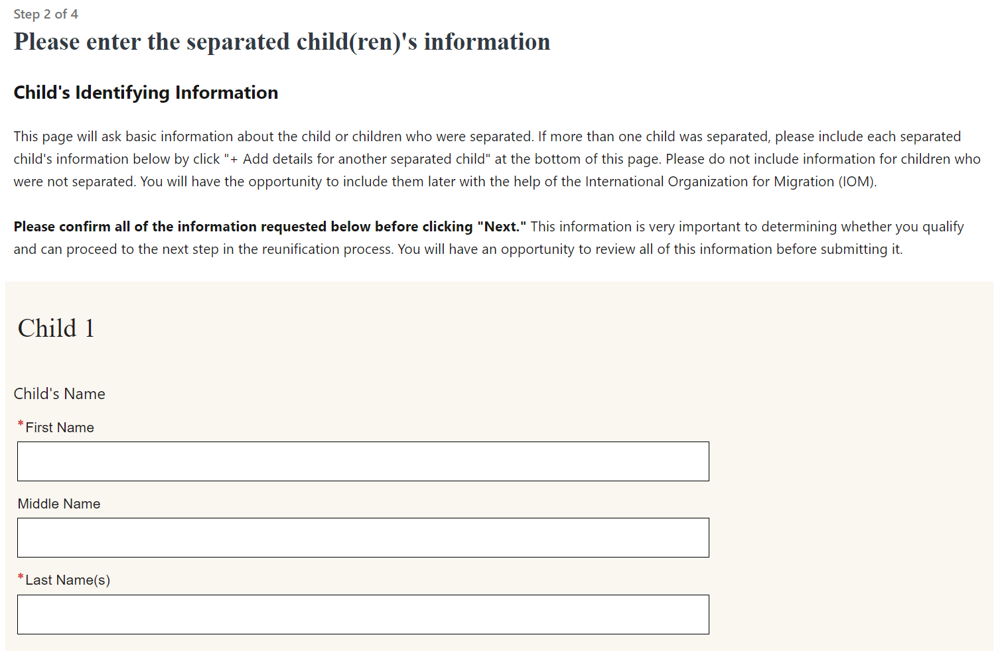 Step 2 of 4
Please enter the separated child(ren)'s information
Child's Identifying Information
This page will ask basic information about the child or children who were separated. If more than one child was separated, please include each separated
child's information below by click "+ Add details for another separated child" at the bottom of this page. Please do not include information for children who
were not separated. You will have the opportunity to include them later with the help of the International Organization for Migration (IOM).
Please confirm all of the information requested below before clicking "Next." This information is very important to determining whether you qualify
and can proceed to the next step in the reunification process. You will have an opportunity to review all of this information before submitting it.
Child 1
Child's Name
*First Name
Middle Name
*Last Name(s)